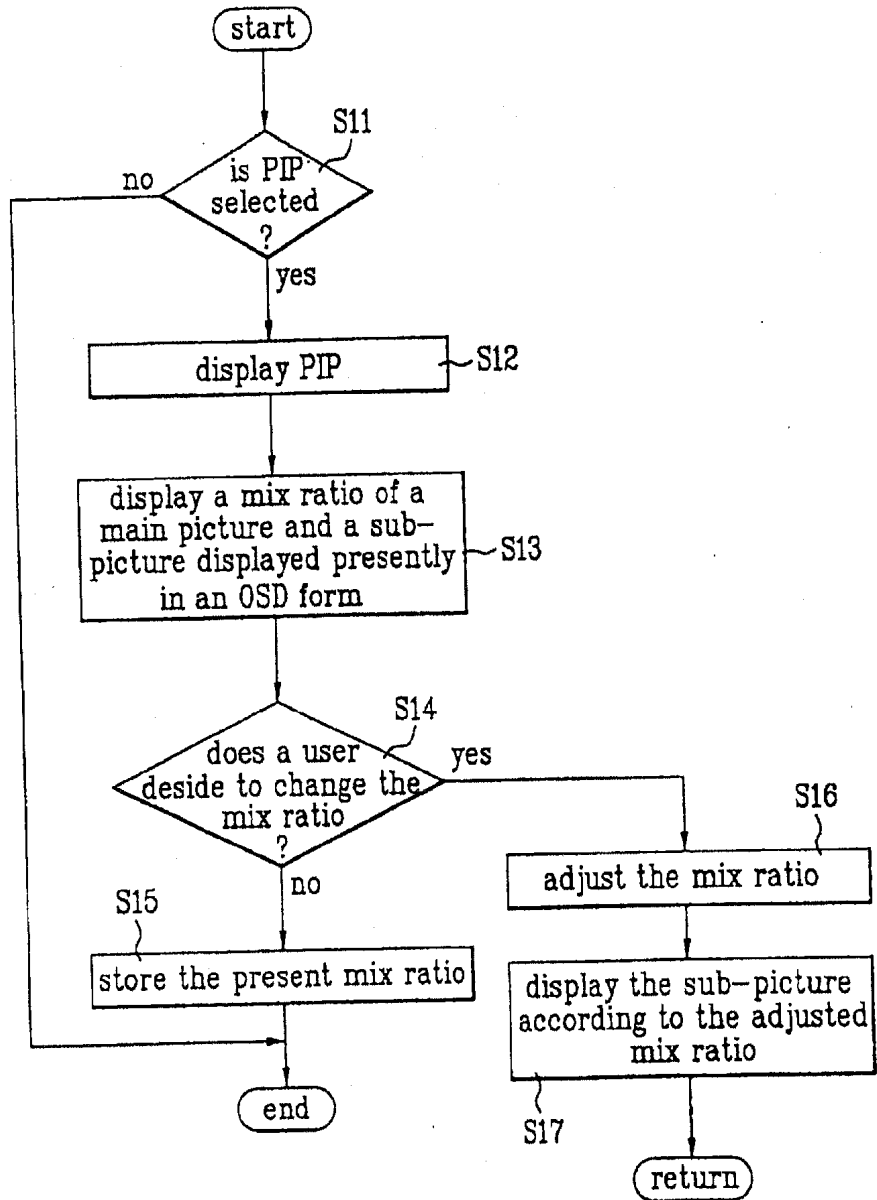 start
S11
is PIP
selected
?
no
yes
display PIP
S12
display a mix ratio of a
main picture and a sub-
picture displayed presently
in an OSD form
S13
S14
does a user
deside to change the
mix ratio
?
yes
no
S15
store the present mix ratio
S16
adjust the mix ratio
display the sub-picture
according to the adjusted
mix ratio
S17
end
return